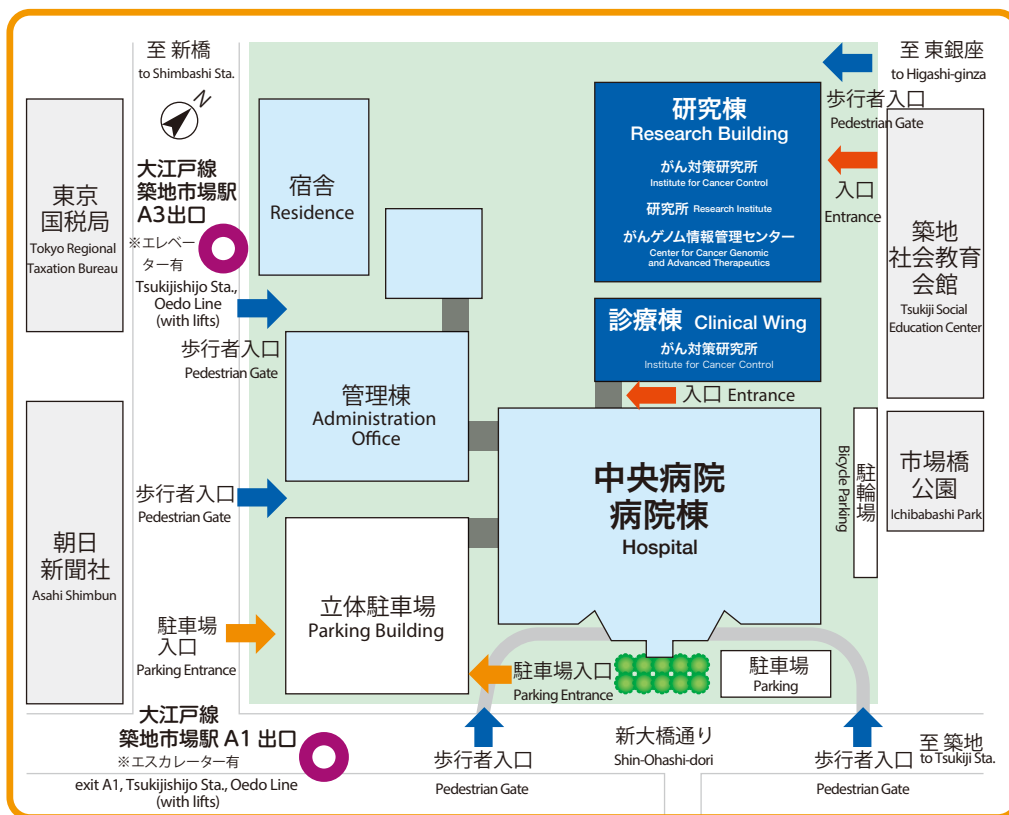 至 新橋
to Shimbashi Sta.
N
大江戸線
築地市場駅
A3出口
※エレベー
ター有
Tsukijishijo Sta.,
Oedo Line
(with lifts)
歩行者入口
Pedestrian Gate
東京
国税局
Tokyo Regional
Taxation Bureau
宿舎
Residence
研究棟
Research Building
がん対策研究所
Institute for Cancer Control
研究所 Research Institute
がんゲノム情報管理センター
Center for Cancer Genomic
and Advanced Therapeutics
至 東銀座
to Higashi-ginza
歩行者入口
Pedestrian Gate
入口
Entrance
築地
社会教育
会館
Tsukiji Social
Education Center
診療棟 Clinical Wing
がん対策研究所
Institute for Cancer Control
入口 Entrance
管理棟
Administration
Office
中央病院
病院棟
Hospital
駐輪場
Bicycle Parking
市場橋
公園
Ichibabashi Park
歩行者入口
Pedestrian Gate
朝日
新聞社
Asahi Shimbun
立体駐車場
Parking Building
駐車場
入口
Parking Entrance
駐車場入口
Parking Entrance
駐車場
Parking
大江戸線
築地市場駅 A1 出口
※エスカレーター有
exit A1, Tsukijishijo Sta., Oedo Line
(with lifts)
歩行者入口
Pedestrian Gate
新大橋通り
Shin-Ohashi-dori
歩行者入口
Pedestrian Gate
至 築地
to Tsukiji Sta.